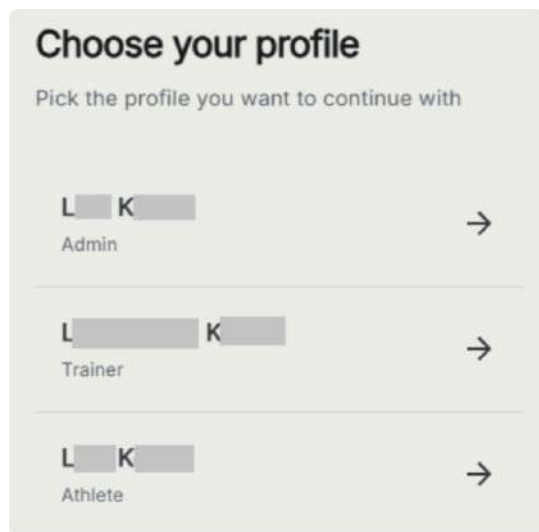 Choose your profile
Pick the profile you want to continue with
L K
Admin
L K
Trainer
L K
Athlete